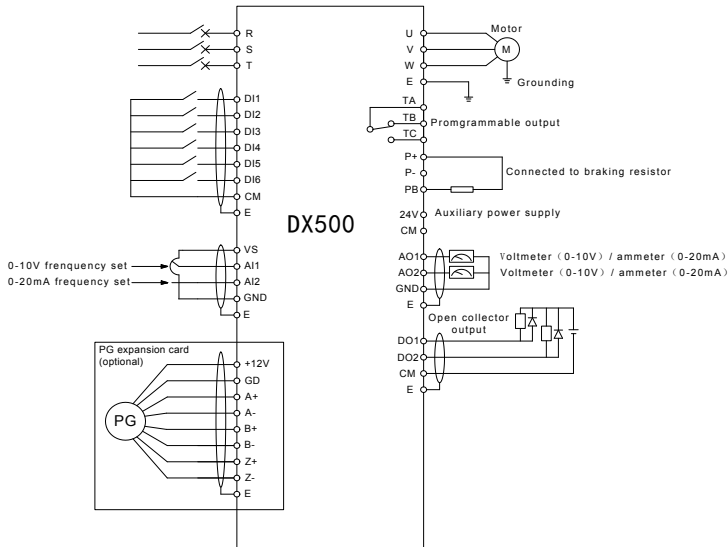 R
S
T
DI1
DI2
DI3
DI4
DI5
DI6
CM
E
DX500
VS
0-10V frenquency set
AI1
0-20mA frequency set
AI2
GND
E
PG expansion card
(optional)
PG
+12V
GD
A+
A-
B+
B-
Z+
Z-
E
U
Motor
V
M
W
E
Grounding
TA
TB
Promgrammable output
TC
P+
Connected to braking resistor
P-
PB
24V
Auxiliary power supply
CM
AO1
Voltmeter（0-10V）/ ammeter（0-20mA）
AO2
Voltmeter（0-10V）/ ammeter（0-20mA）
GND
E
Open collector
output
DO1
DO2
CM
E